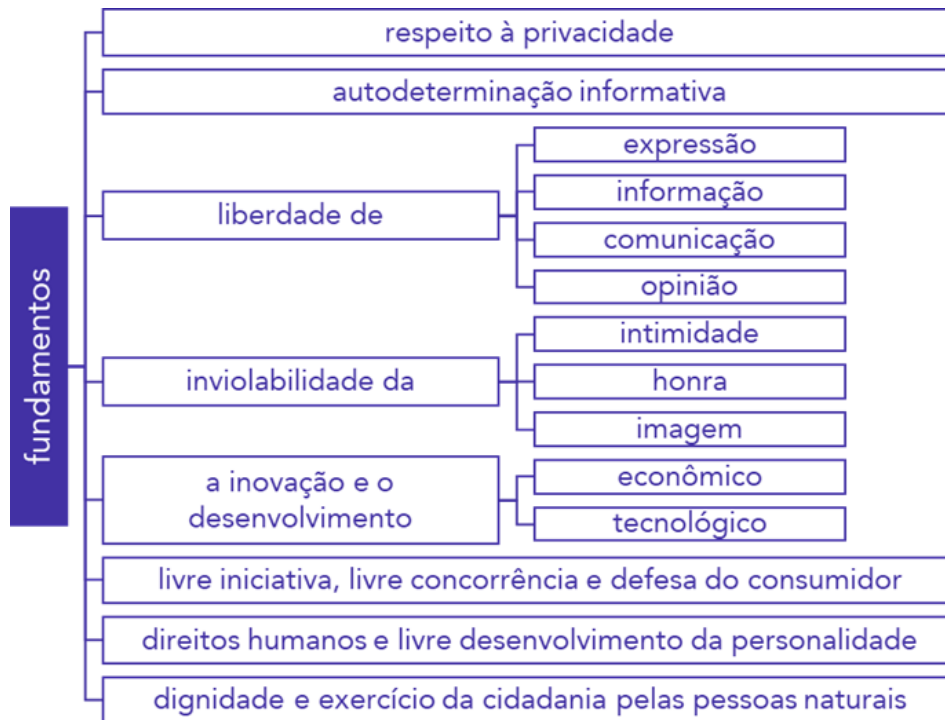 fundamentos
respeito à privacidade
autodeterminação informativa
liberdade de
expressão
informação
comunicação
opinião
inviolabilidade da
intimidade
honra
imagem
a inovação e o
desenvolvimento
econômico
tecnológico
livre iniciativa, livre concorrência e defesa do consumidor
direitos humanos e livre desenvolvimento da personalidade
dignidade e exercício da cidadania pelas pessoas naturais